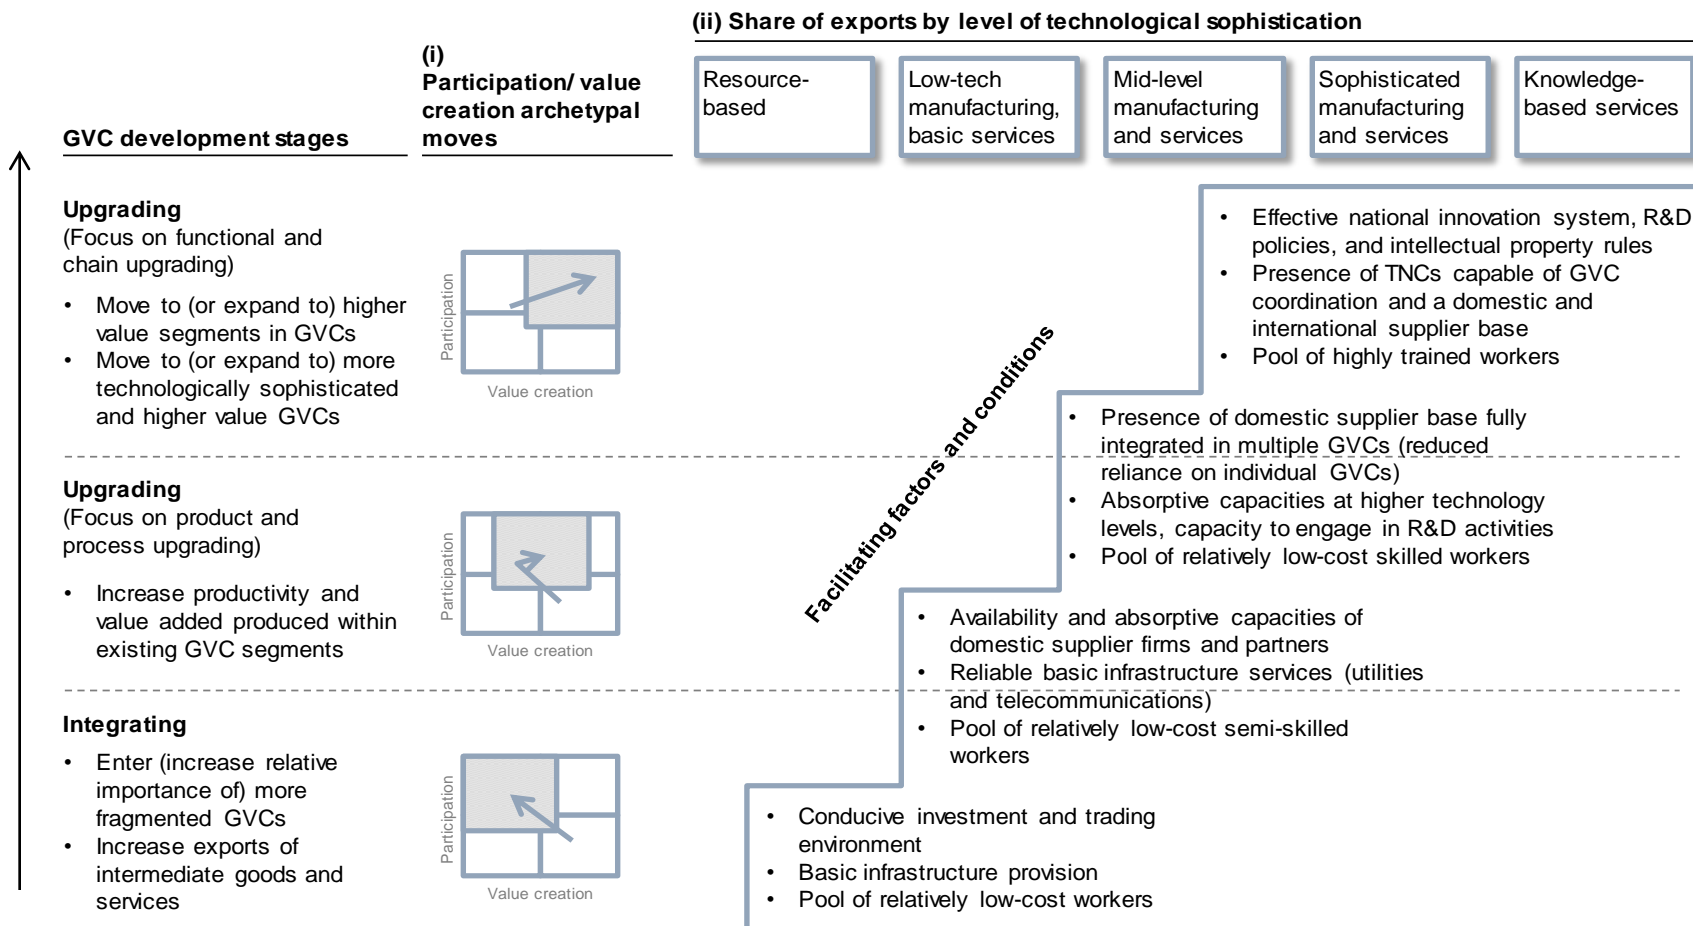 (ii) Share of exports by level of technological sophistication
(i)
Participation/ value
creation archetypal
moves
GVC development stages
Resource-
based
Low-tech
manufacturing,
basic services
Mid-level
manufacturing
and services
Sophisticated
manufacturing
and services
Knowledge-
based services
Upgrading
(Focus on functional and
chain upgrading)
• Move to (or expand to) higher
value segments in GVCs
• Move to (or expand to) more
technologically sophisticated
and higher value GVCs
Participation
Value creation
• Effective national innovation system, R&D
policies, and intellectual property rules
• Presence of TNCs capable of GVC
coordination and a domestic and
international supplier base
• Pool of highly trained workers
Facilitating factors and conditions
• Presence of domestic supplier base fully
integrated in multiple GVCs (reduced
reliance on individual GVCs)
• Absorptive capacities at higher technology
levels, capacity to engage in R&D activities
• Pool of relatively low-cost skilled workers
Upgrading
(Focus on product and
process upgrading)
• Increase productivity and
value added produced within
existing GVC segments
Participation
Value creation
• Availability and absorptive capacities of
domestic supplier firms and partners
• Reliable basic infrastructure services (utilities
and telecommunications)
• Pool of relatively low-cost semi-skilled
workers
Integrating
• Enter (increase relative
importance of) more
fragmented GVCs
• Increase exports of
intermediate goods and
services
Participation
Value creation
• Conducive investment and trading
environment
• Basic infrastructure provision
• Pool of relatively low-cost workers